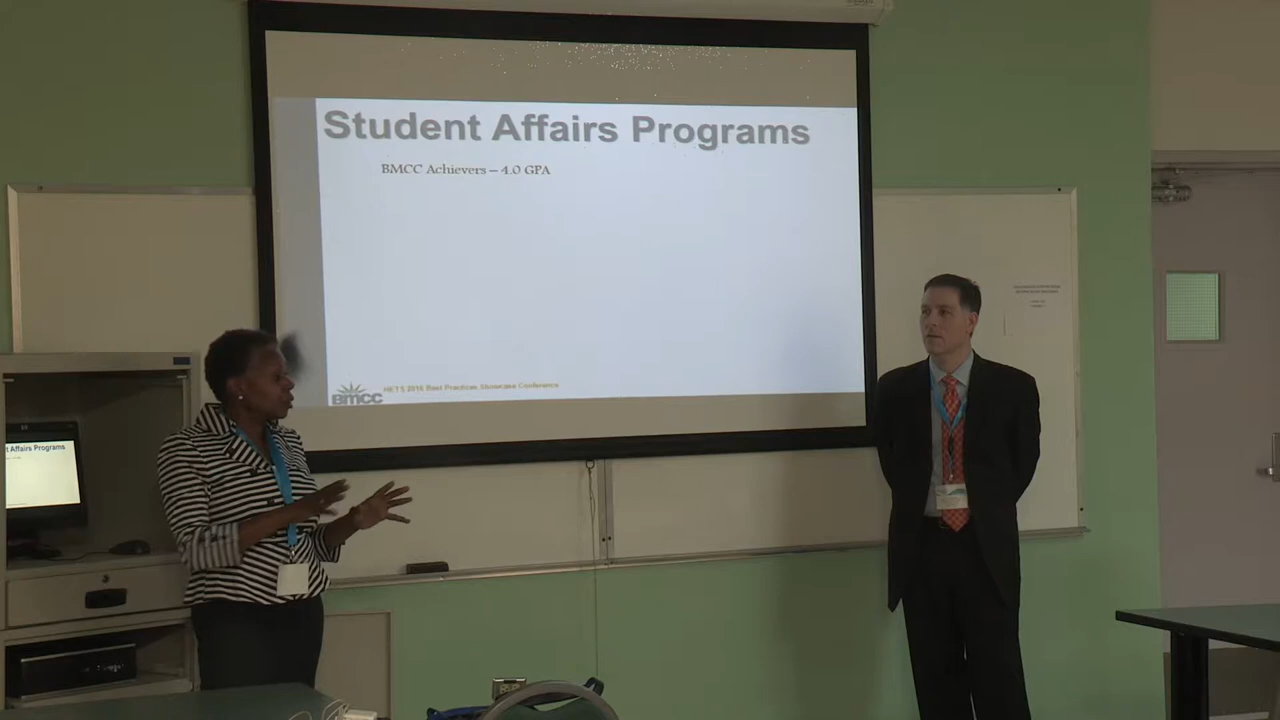 Student Affairs Programs
BMCC Achievers – 4.0 GPA
BMCC
HETS 2016 Best Practices Showcase Conference
t Affairs Programs